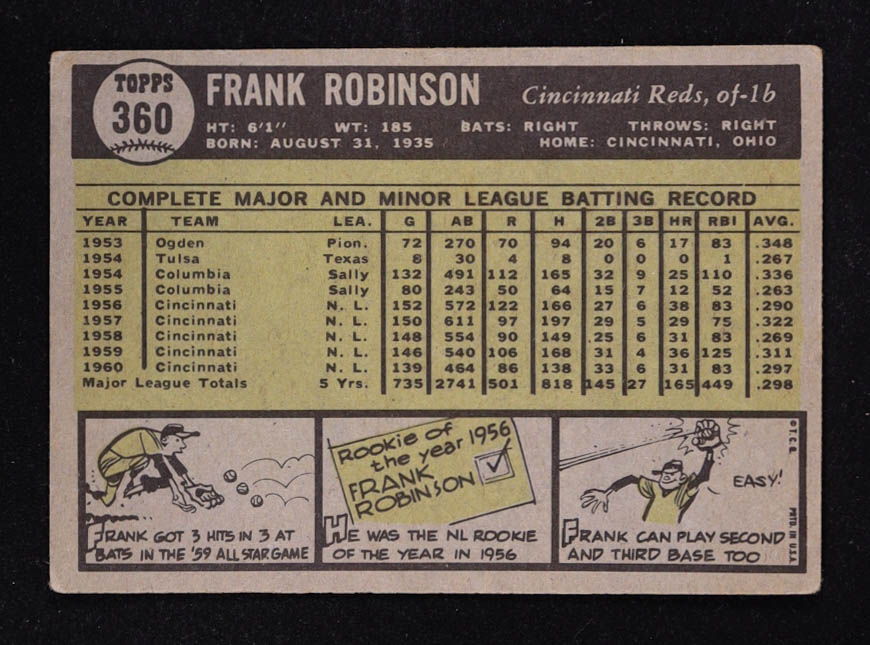 TOPPS
360
FRANK ROBINSON Cincinnati Reds, of-1b
HT: 6'1" WT: 185 BATS: RIGHT THROWS: RIGHT
BORN: AUGUST 31, 1935 HOME: CINCINNATI, OHIO
COMPLETE MAJOR AND MINOR LEAGUE BATTING RECORD
YEAR TEAM LEA. G AB R H 2B 3B HR RBI AVG.
1953 Ogden Pion. 72 270 70 94 20 6 17 83 .348
1954 Tulsa Texas 8 30 4 8 0 0 0 1 .267
1954 Columbia Sally 132 491 112 165 32 9 25 110 .336
1955 Columbia Sally 80 243 50 64 15 7 12 52 .263
1956 Cincinnati N. L. 152 572 122 166 27 6 38 83 .290
1957 Cincinnati N. L. 150 611 97 197 29 5 29 75 .322
1958 Cincinnati N. L. 148 554 90 149 25 6 31 83 .269
1959 Cincinnati N. L. 146 540 106 168 31 4 36 125 .311
1960 Cincinnati N. L. 139 464 86 138 33 6 31 83 .297
Major League Totals 5 Yrs. 735 2741 501 818 145 27 165 449 .298
FRANK GOT 3 HITS IN 3 AT
BATS IN THE '59 ALL STAR GAME
Rookie of
the year 1956
FRANK
ROBINSON
HE WAS THE NL ROOKIE
OF THE YEAR IN 1956
EASY!
FRANK CAN PLAY SECOND
AND THIRD BASE TOO
© T. C. G. PRTD. IN U.S.A.